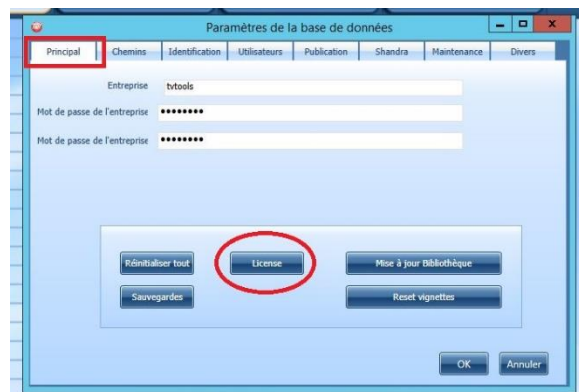 Paramètres de la base de données
Principal Chemins Identification Utilisateurs Publication Shandra Maintenance Divers
Entreprise tvtools
Mot de passe de l'entreprise ●●●●●●●●
Mot de passe de l'entreprise ●●●●●●●●
Réinitialiser tout License Mise à jour Bibliothèque
Sauvegardes Reset vignettes
OK Annuler